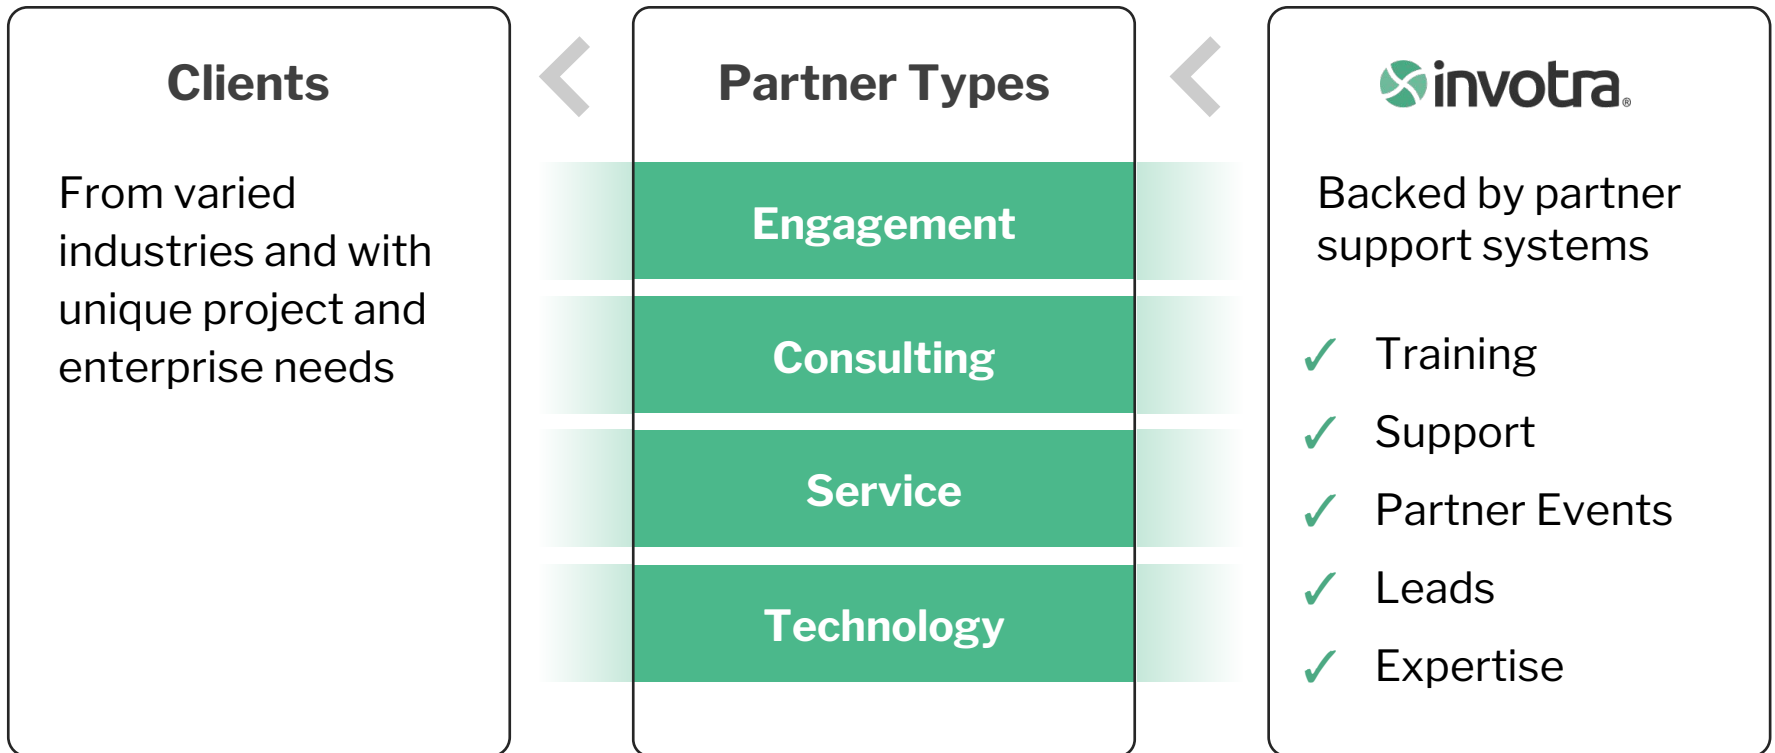 Clients
From varied
industries and with
unique project and
enterprise needs
Partner Types
Engagement
Consulting
Service
Technology
invotra®
Backed by partner
support systems
✓ Training
✓ Support
✓ Partner Events
✓ Leads
✓ Expertise